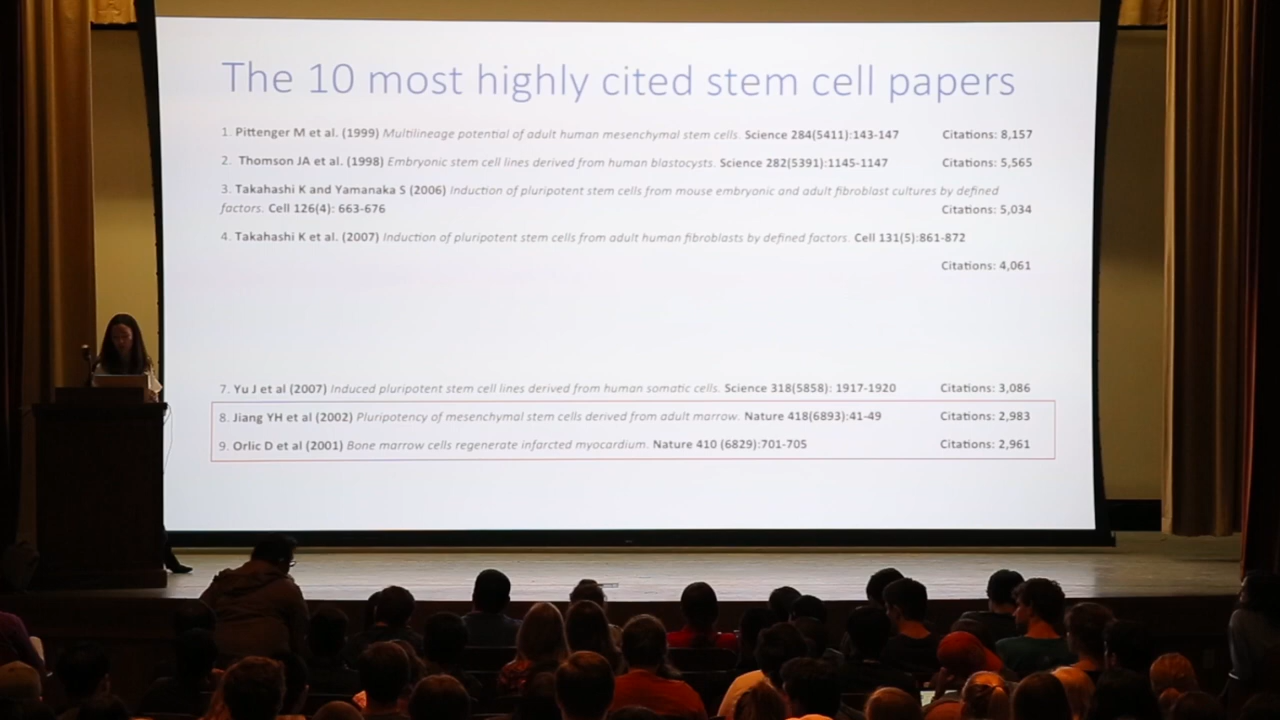 The 10 most highly cited stem cell papers
1. Pittenger M et al. (1999) Multilineage potential of adult human mesenchymal stem cells. Science 284(5411):143-147 Citations: 8,157
2. Thomson JA et al. (1998) Embryonic stem cell lines derived from human blastocysts. Science 282(5391):1145-1147 Citations: 5,565
3. Takahashi K and Yamanaka S (2006) Induction of pluripotent stem cells from mouse embryonic and adult fibroblast cultures by defined
factors. Cell 126(4): 663-676 Citations: 5,034
4. Takahashi K et al. (2007) Induction of pluripotent stem cells from adult human fibroblasts by defined factors. Cell 131(5):861-872
Citations: 4,061
7. Yu J et al (2007) Induced pluripotent stem cell lines derived from human somatic cells. Science 318(5858): 1917-1920 Citations: 3,086
8. Jiang YH et al (2002) Pluripotency of mesenchymal stem cells derived from adult marrow. Nature 418(6893):41-49 Citations: 2,983
9. Orlic D et al (2001) Bone marrow cells regenerate infarcted myocardium. Nature 410 (6829):701-705 Citations: 2,961